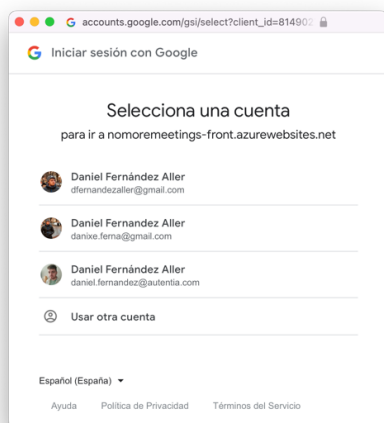 accounts.google.com/gsi/select?client_id=814902
Iniciar sesión con Google
Selecciona una cuenta
para ir a nomoremeetings-front.azurewebsites.net
Daniel Fernández Aller
dfernandezaller@gmail.com
Daniel Fernandez Aller
danixe.ferna@gmail.com
Daniel Fernández Aller
daniel.fernandez@autentia.com
Usar otra cuenta
Español (España)
Ayuda Política de Privacidad Términos del Servicio